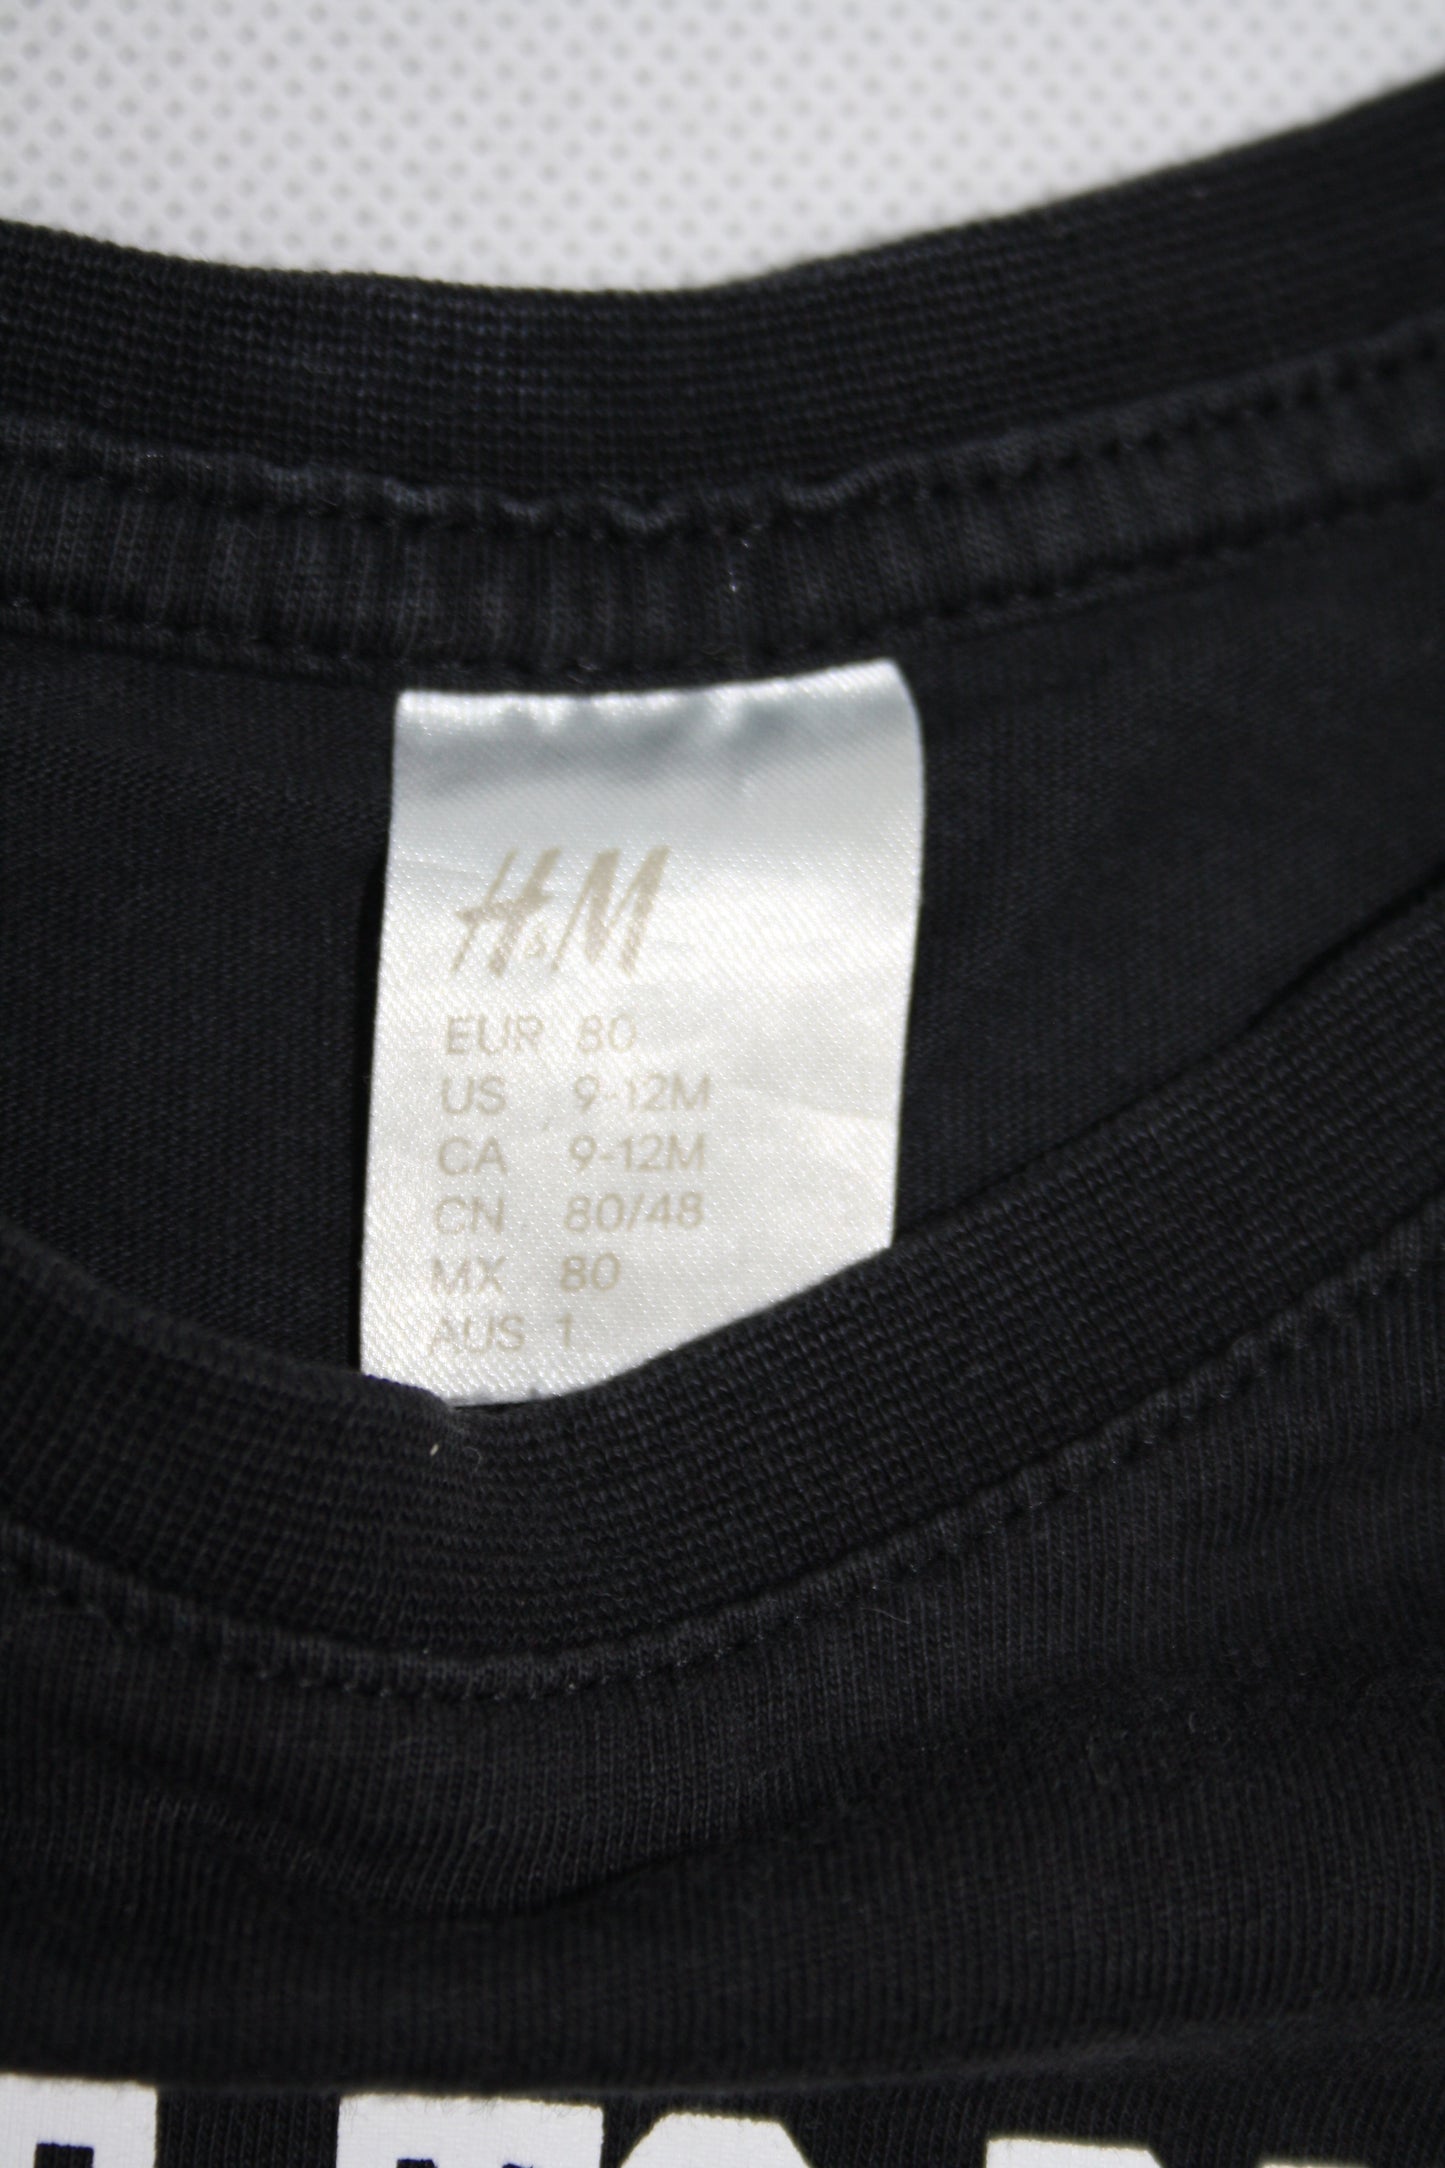 H&M
EUR 80
US 9-12M
CA 9-12M
CN 80/48
MX 80
AUS 1